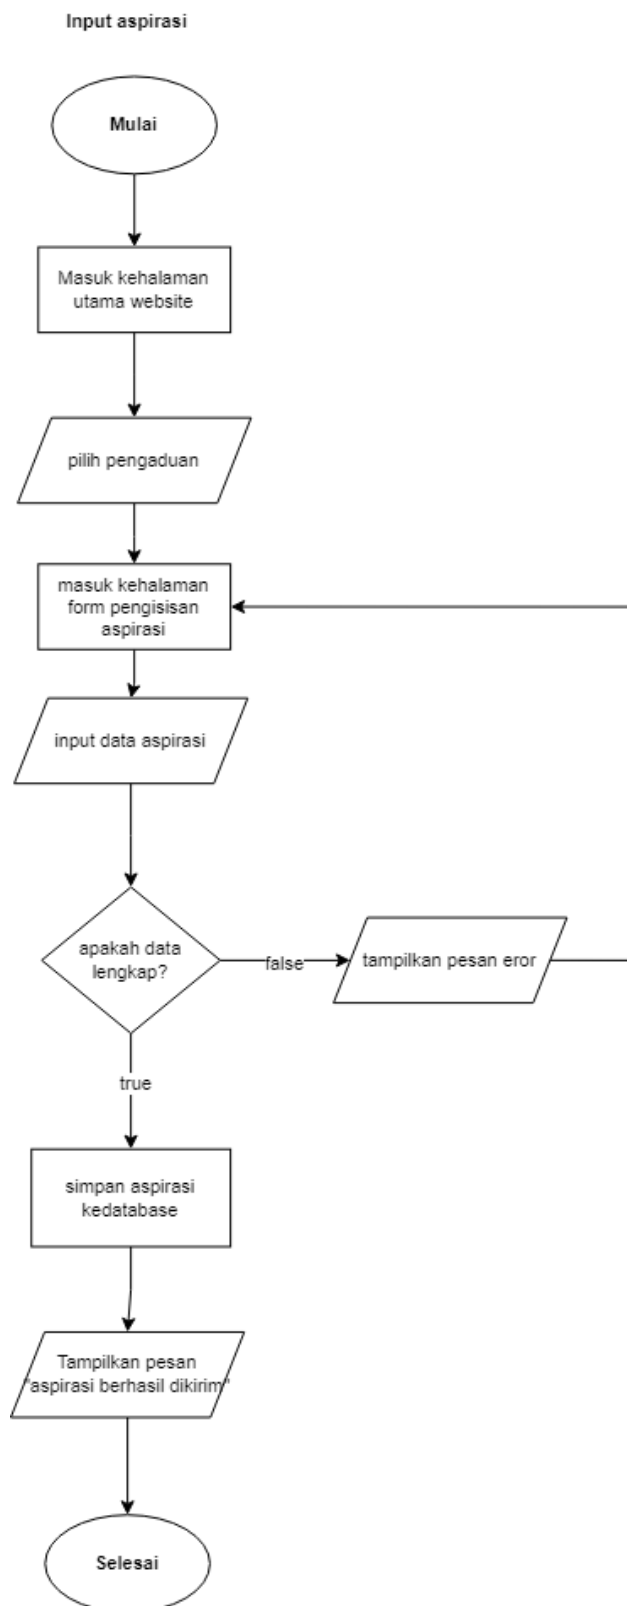 Input aspirasi
Mulai
Masuk kehalaman
utama website
pilih pengaduan
masuk kehalaman
form pengisisan
aspirasi
input data aspirasi
apakah data
lengkap?
false
tampilkan pesan eror
true
simpan aspirasi
kedatabase
Tampilkan pesan
"aspirasi berhasil dikirim"
Selesai